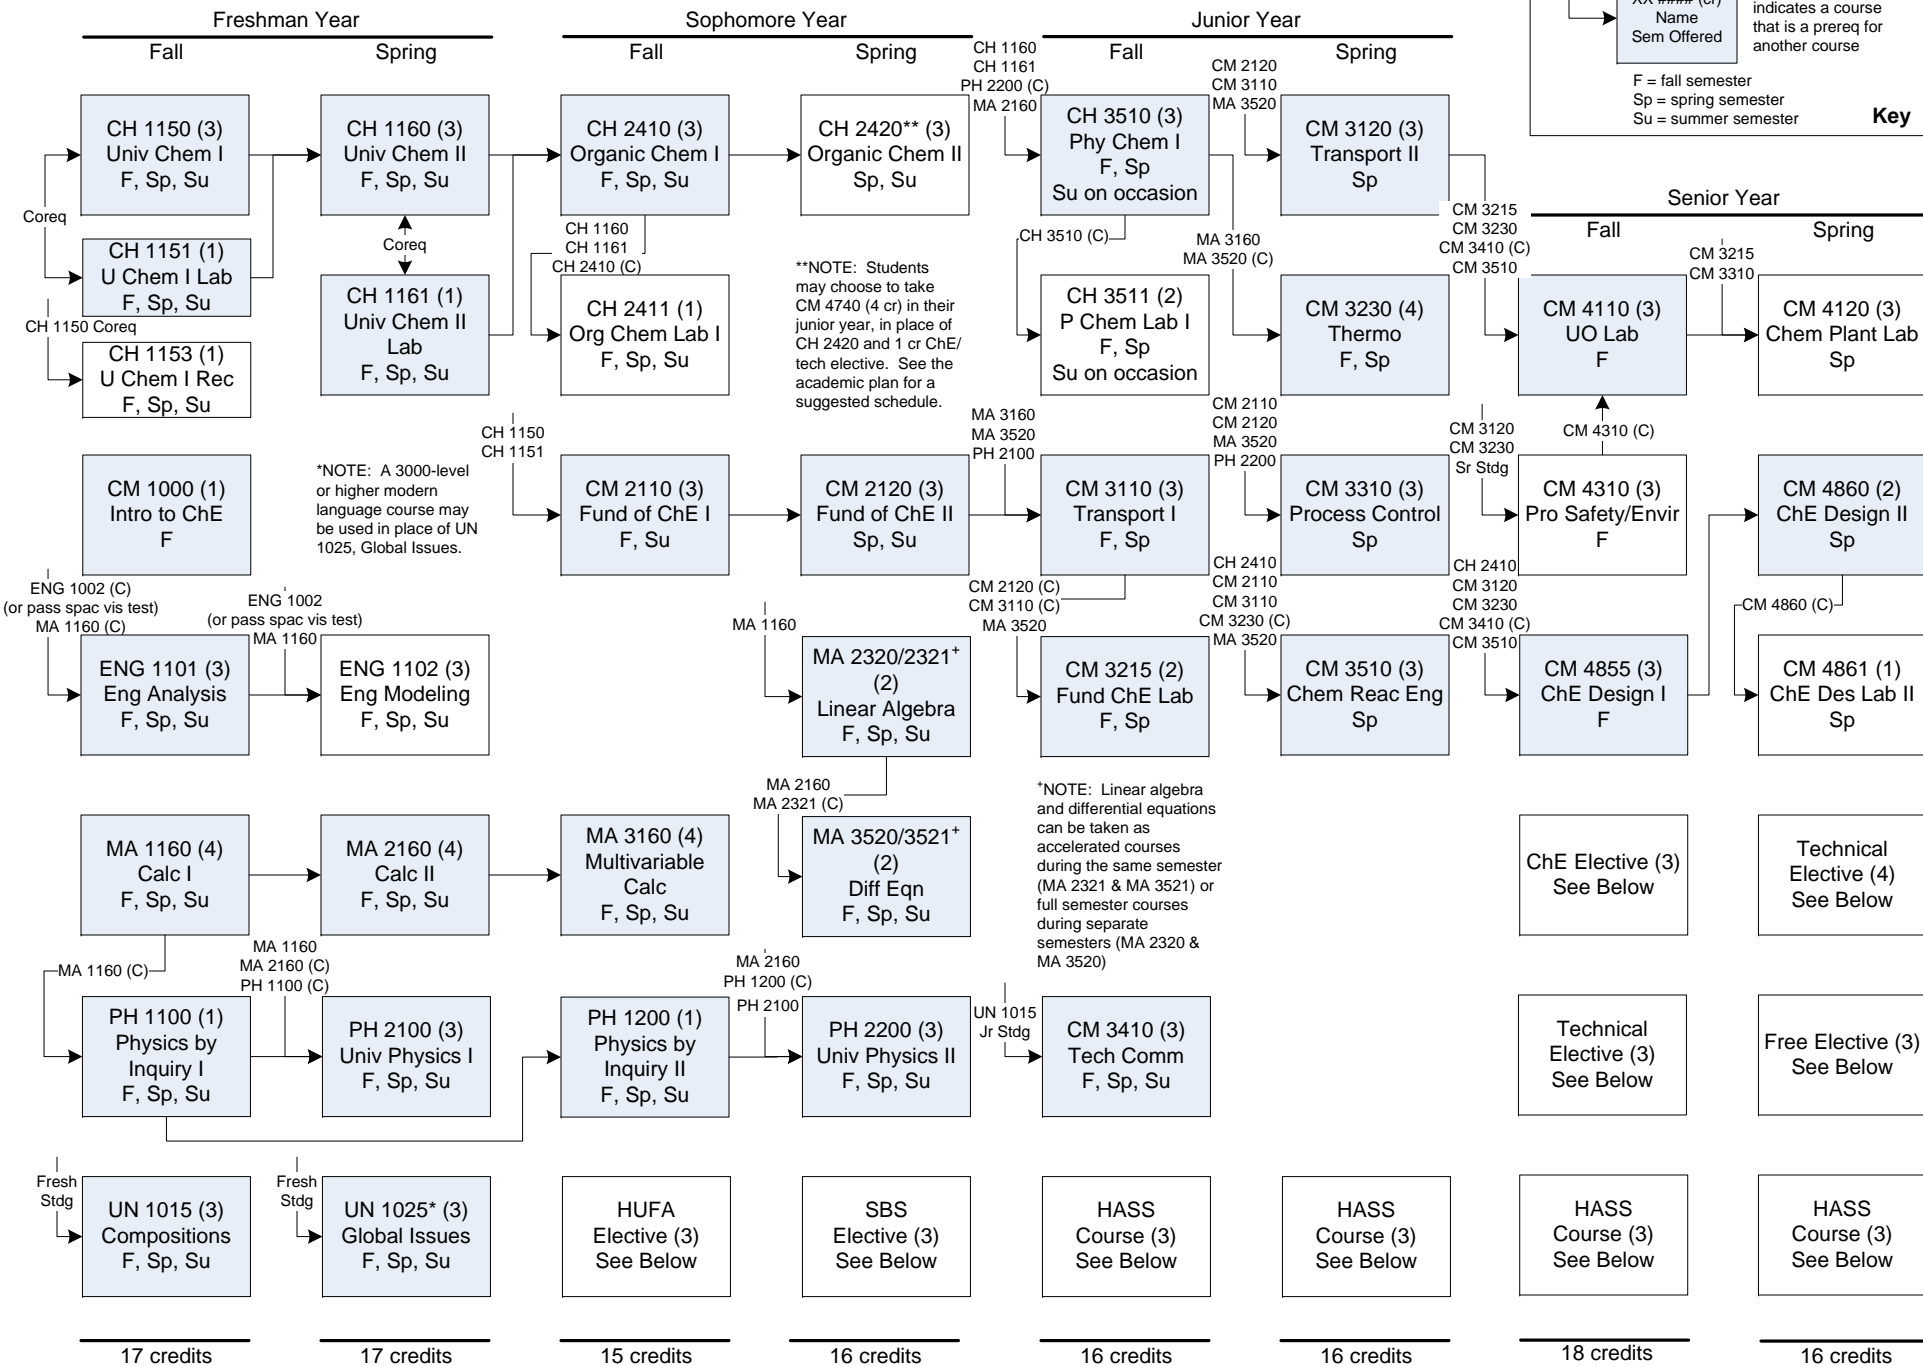 Freshman Year
Sophomore Year
Junior Year
Fall
Spring
Fall
Spring
Fall
Spring
XX #### (cr)
Name
Sem Offered
indicates a course
that is a prereq for
another course
F = fall semester
Sp = spring semester
Su = summer semester
Key
Senior Year
Fall
Spring
CH 1150 (3)
Univ Chem I
F, Sp, Su
CH 1160 (3)
Univ Chem II
F, Sp, Su
CH 2410 (3)
Organic Chem I
F, Sp, Su
CH 2420** (3)
Organic Chem II
Sp, Su
CH 1160
CH 1161
PH 2200 (C)
MA 2160
CH 3510 (3)
Phy Chem I
F, Sp
Su on occasion
CM 2120
CM 3110
MA 3520
CM 3120 (3)
Transport II
Sp
Coreq
CH 1151 (1)
U Chem I Lab
F, Sp, Su
Coreq
CH 1160
CH 1161
CH 2410 (C)
**NOTE: Students
may choose to take
CM 4740 (4 cr) in their
junior year, in place of
CH 2420 and 1 cr ChE/
tech elective. See the
academic plan for a
suggested schedule.
CH 3510 (C)
MA 3160
MA 3520 (C)
CM 3215
CM 3230
CM 3410 (C)
CM 3510
CM 3215
CM 3310
CH 1150 Coreq
CH 1153 (1)
U Chem I Rec
F, Sp, Su
CH 1161 (1)
Univ Chem II
Lab
F, Sp, Su
CH 2411 (1)
Org Chem Lab I
F, Sp, Su
CH 3511 (2)
P Chem Lab I
F, Sp
Su on occasion
CM 3230 (4)
Thermo
F, Sp
CM 4110 (3)
UO Lab
F
CM 4120 (3)
Chem Plant Lab
Sp
CM 1000 (1)
Intro to ChE
F
*NOTE: A 3000-level
or higher modern
language course may
be used in place of UN
1025, Global Issues.
CH 1150
CH 1151
CM 2110 (3)
Fund of ChE I
F, Su
CM 2120 (3)
Fund of ChE II
Sp, Su
MA 3160
MA 3520
PH 2100
CM 3110 (3)
Transport I
F, Sp
CM 2110
CM 2120
MA 3520
PH 2200
CM 3310 (3)
Process Control
Sp
CM 3120
CM 3230
Sr Stdg
CM 4310 (C)
CM 4310 (3)
Pro Safety/Envir
F
CM 4860 (2)
ChE Design II
Sp
ENG 1002 (C)
(or pass spac vis test)
MA 1160 (C)
ENG 1101 (3)
Eng Analysis
F, Sp, Su
ENG 1002
(or pass spac vis test)
MA 1160
ENG 1102 (3)
Eng Modeling
F, Sp, Su
MA 1160
MA 2320/2321+
(2)
Linear Algebra
F, Sp, Su
CM 2120 (C)
CM 3110 (C)
MA 3520
CM 3215 (2)
Fund ChE Lab
F, Sp
CH 2410
CM 2110
CM 3110
CM 3230 (C)
MA 3520
CM 3510 (3)
Chem Reac Eng
Sp
CH 2410
CM 3120
CM 3230
CM 3410 (C)
CM 3510
CM 4855 (3)
ChE Design I
F
CM 4860 (C)
CM 4861 (1)
ChE Des Lab II
Sp
MA 1160 (4)
Calc I
F, Sp, Su
MA 2160 (4)
Calc II
F, Sp, Su
MA 3160 (4)
Multivariable
Calc
F, Sp, Su
MA 2160
MA 2321 (C)
MA 3520/3521+
(2)
Diff Eqn
F, Sp, Su
+NOTE: Linear algebra
and differential equations
can be taken as
accelerated courses
during the same semester
(MA 2321 & MA 3521) or
full semester courses
during separate
semesters (MA 2320 &
MA 3520)
ChE Elective (3)
See Below
Technical
Elective (4)
See Below
MA 1160 (C)
PH 1100 (1)
Physics by
Inquiry I
F, Sp, Su
MA 1160
MA 2160 (C)
PH 1100 (C)
PH 2100 (3)
Univ Physics I
F, Sp, Su
PH 1200 (1)
Physics by
Inquiry II
F, Sp, Su
MA 2160
PH 1200 (C)
PH 2100
PH 2200 (3)
Univ Physics II
F, Sp, Su
UN 1015
Jr Stdg
CM 3410 (3)
Tech Comm
F, Sp, Su
Technical
Elective (3)
See Below
Free Elective (3)
See Below
Fresh
Stdg
UN 1015 (3)
Compositions
F, Sp, Su
Fresh
Stdg
UN 1025* (3)
Global Issues
F, Sp, Su
HUFA
Elective (3)
See Below
SBS
Elective (3)
See Below
HASS
Course (3)
See Below
HASS
Course (3)
See Below
HASS
Course (3)
See Below
HASS
Course (3)
See Below
17 credits
17 credits
15 credits
16 credits
16 credits
16 credits
18 credits
16 credits